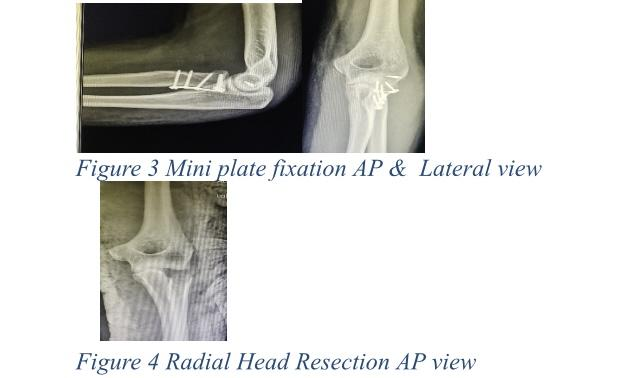 Figure 3 Mini plate fixation AP & Lateral view
Figure 4 Radial Head Resection AP view